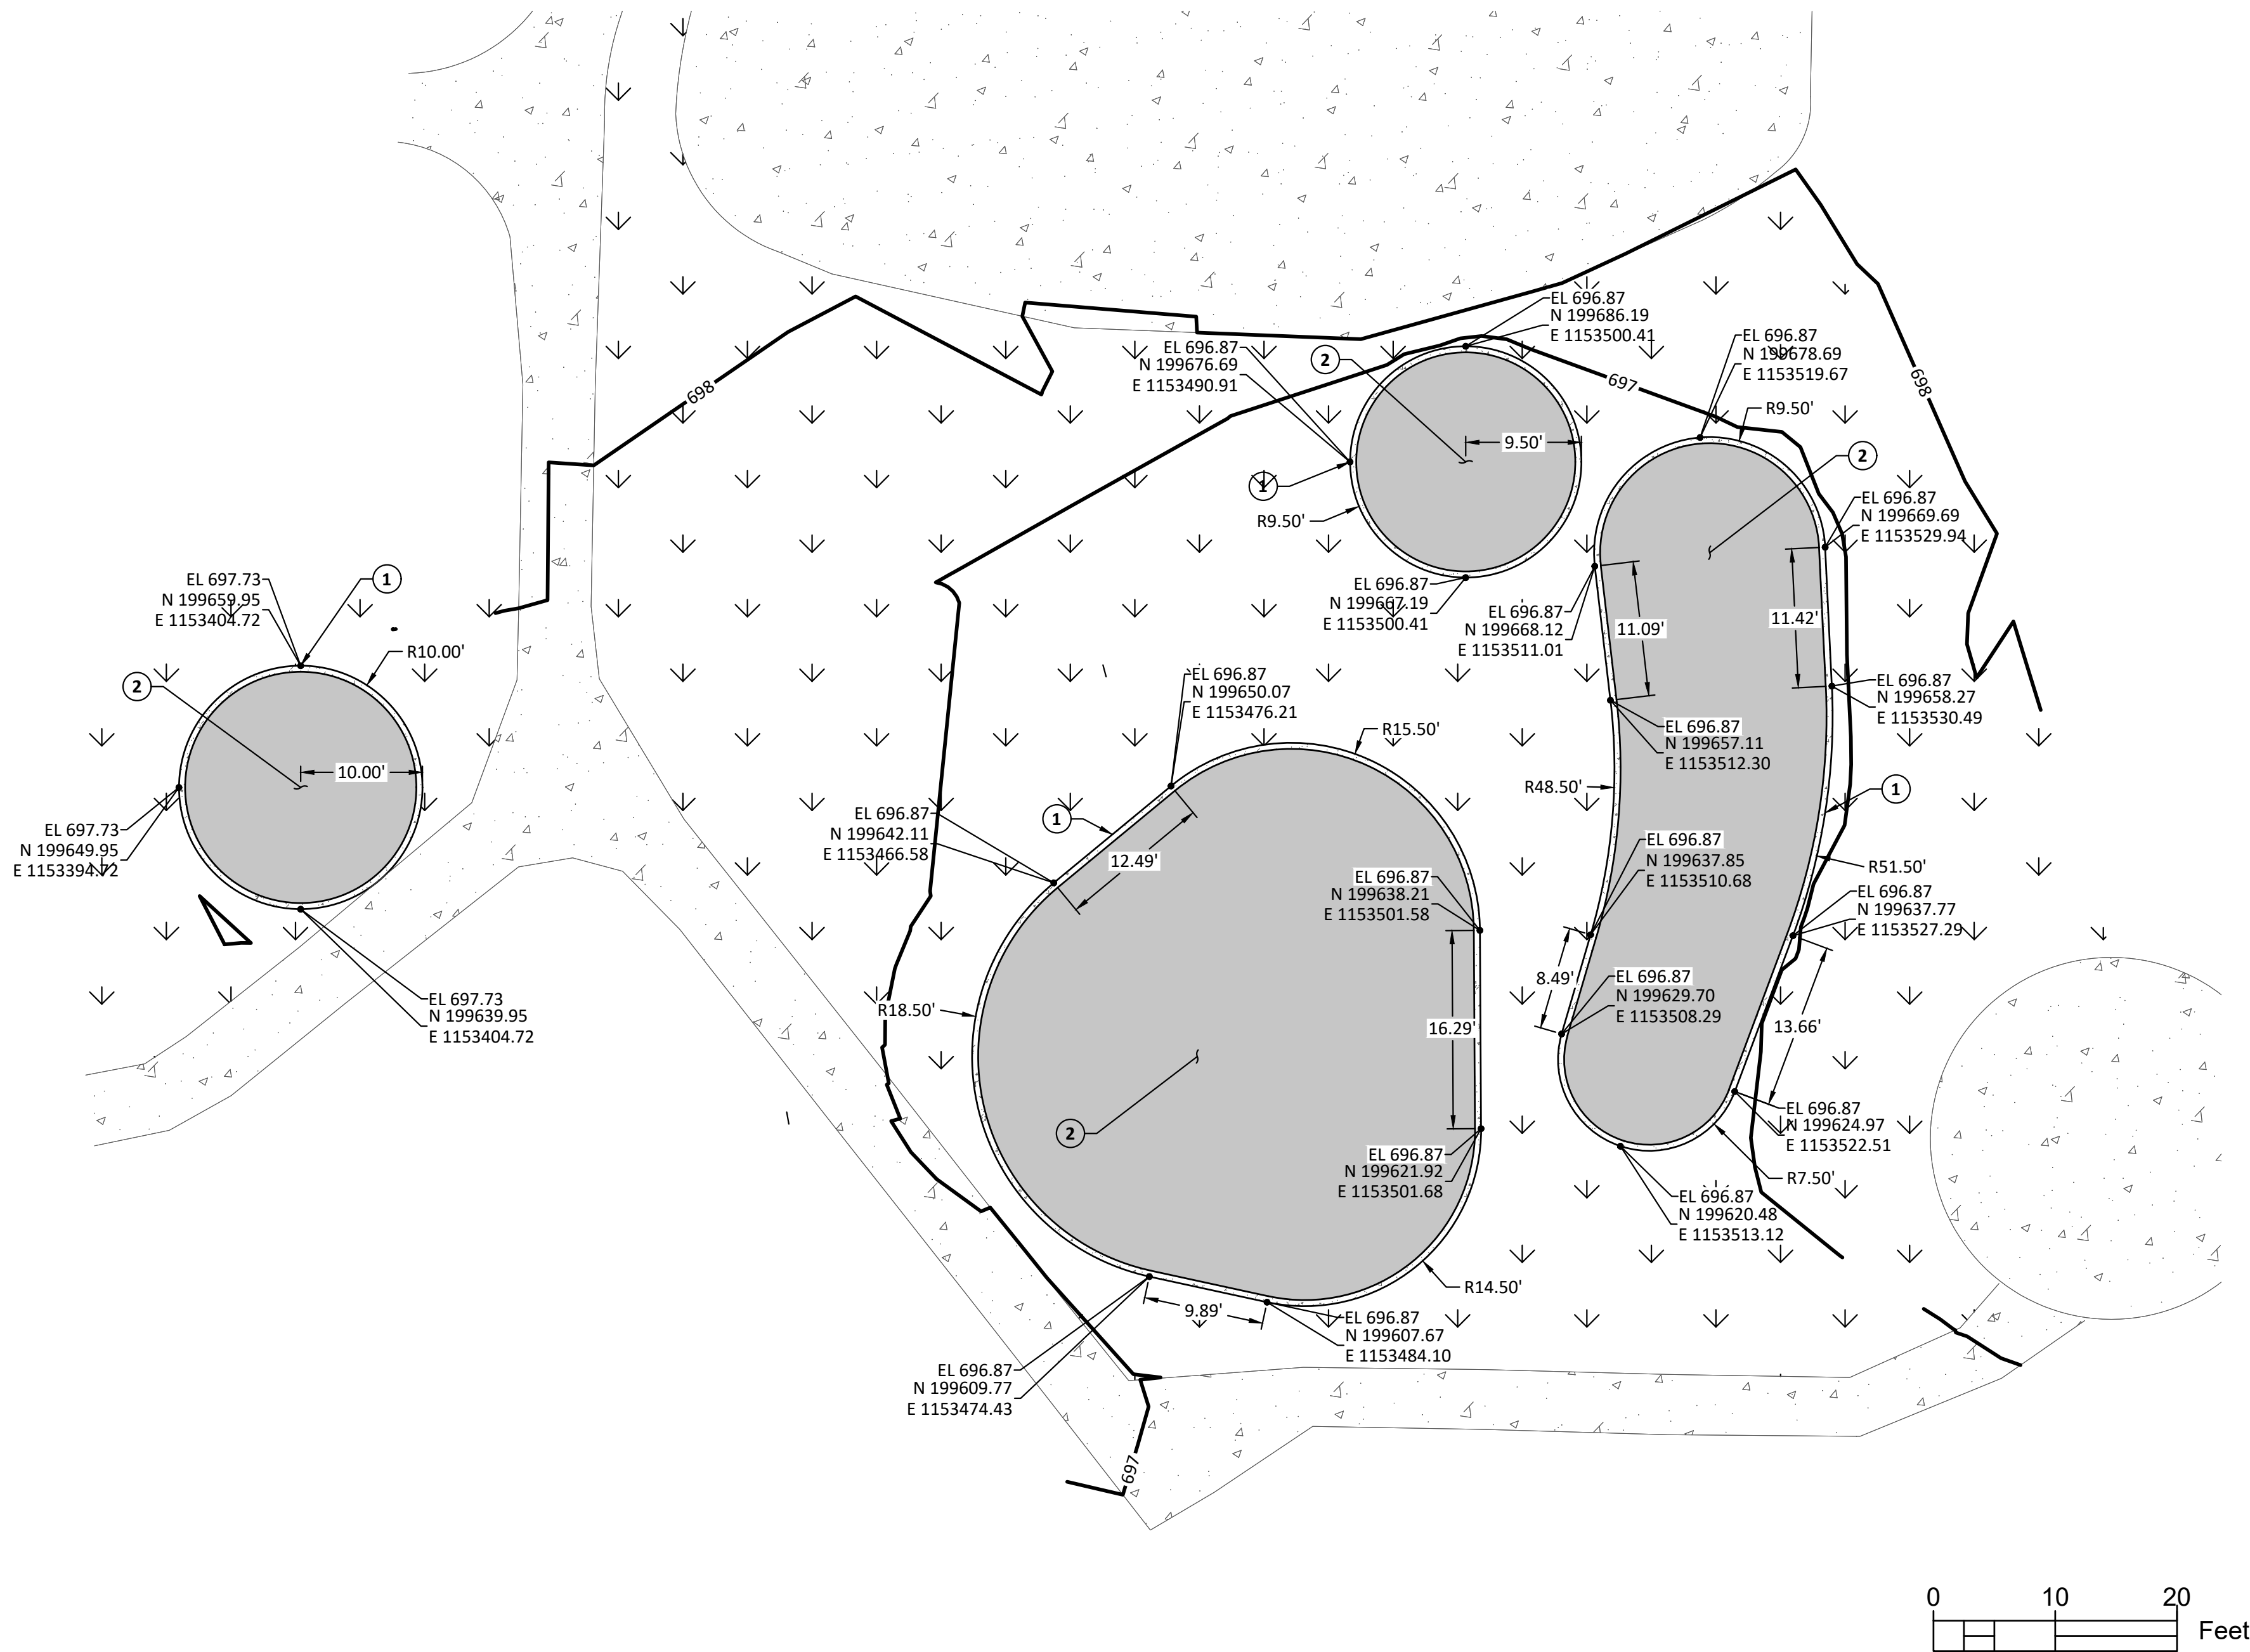 EL 696.87
N 199686.19
E 1153500.41
EL 696.87
N 199676.69
E 1153490.91
2
EL 696.87
N 199678.69
E 1153519.67
697
698
698
R9.50'
9.50'
2
1
R9.50'
EL 696.87
N 199669.69
E 1153529.94
EL 697.73
N 199659.95
E 1153404.72
1
EL 696.87
N 199667.19
E 1153500.41
EL 696.87
N 199668.12
E 1153511.01
11.09'
11.42'
R10.00'
2
EL 696.87
N 199650.07
E 1153476.21
EL 696.87
N 199658.27
E 1153530.49
EL 696.87
N 199657.11
E 1153512.30
R15.50'
10.00'
R48.50'
1
EL 697.73
N 199649.95
E 1153394.72
EL 696.87
N 199642.11
E 1153466.58
1
12.49'
EL 696.87
N 199637.85
E 1153510.68
R51.50'
EL 696.87
N 199638.21
E 1153501.58
EL 696.87
N 199637.77
E 1153527.29
8.49'
EL 696.87
N 199629.70
E 1153508.29
EL 697.73
N 199639.95
E 1153404.72
R18.50'
16.29'
13.66'
2
EL 696.87
N 199621.92
E 1153501.68
EL 696.87
N 199624.97
E 1153522.51
R7.50'
EL 696.87
N 199620.48
E 1153513.12
R14.50'
9.89'
EL 696.87
N 199607.67
E 1153484.10
EL 696.87
N 199609.77
E 1153474.43
697
0 10 20
Feet